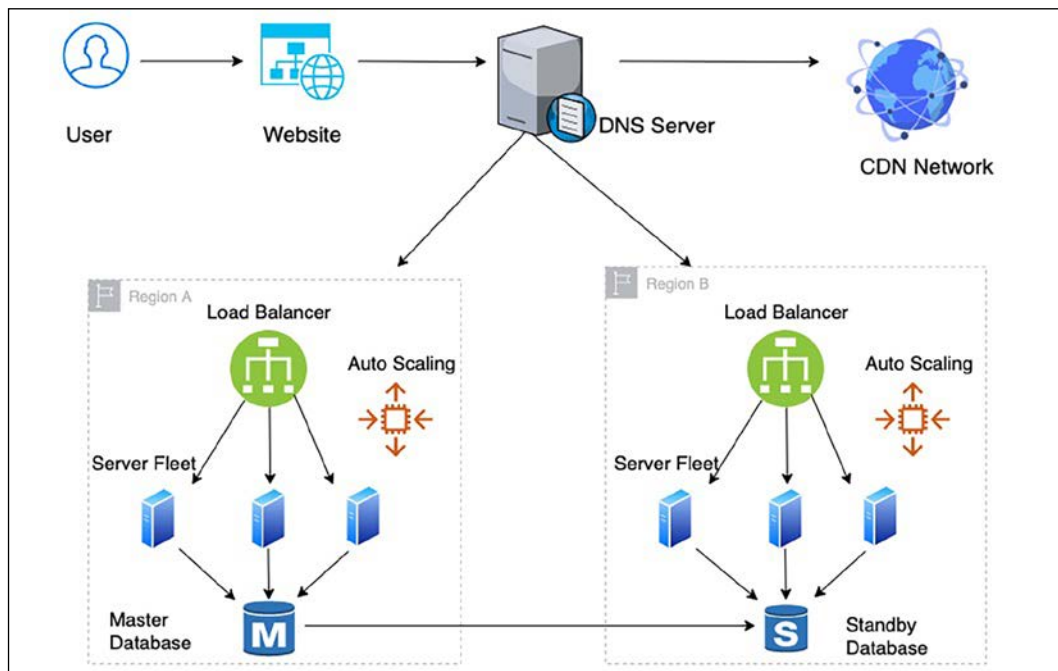 User
Website
DNS Server
CDN Network
Region A
Load Balancer
Auto Scaling
Server Fleet
Master
Database
M
Region B
Load Balancer
Auto Scaling
Server Fleet
S
Standby
Database